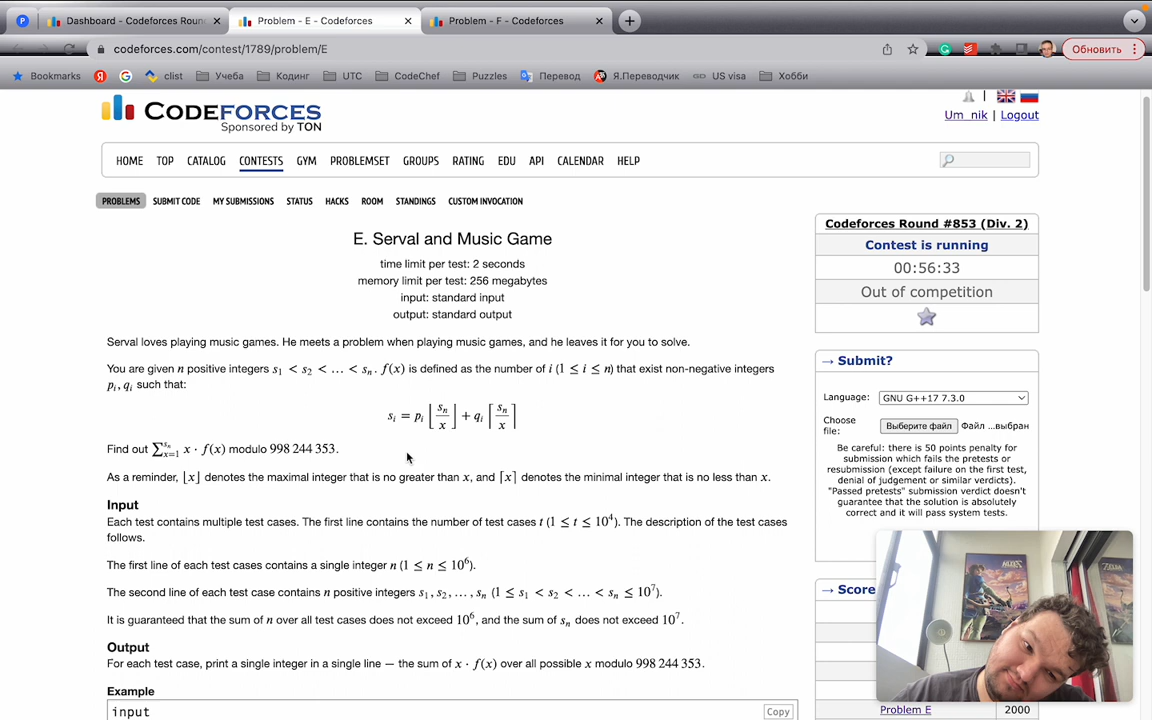 Dashboard - Codeforces Roun
Problem - E - Codeforces
Problem - F - Codeforces
codeforces.com/contest/1789/problem/E
Обновить
Bookmarks clist Учеба Кодинг UTC CodeChef Puzzles Перевод Я.Переводчик US visa Хобби
CODEFORCES
Sponsored by TON
Um_nik | Logout
HOME TOP CATALOG CONTESTS GYM PROBLEMSET GROUPS RATING EDU API CALENDAR HELP
PROBLEMS SUBMIT CODE MY SUBMISSIONS STATUS HACKS ROOM STANDINGS CUSTOM INVOCATION
E. Serval and Music Game
time limit per test: 2 seconds
memory limit per test: 256 megabytes
input: standard input
output: standard output
Serval loves playing music games. He meets a problem when playing music games, and he leaves it for you to solve.
You are given n positive integers s₁ < s₂ < … < sₙ. f(x) is defined as the number of i (1 ≤ i ≤ n) that exist non-negative integers
pᵢ, qᵢ such that:
sᵢ = pᵢ ⌊sₙ/x⌋ + qᵢ ⌈sₙ/x⌉
Find out ∑ₓ₌₁^sₙ x · f(x) modulo 998 244 353.
As a reminder, ⌊x⌋ denotes the maximal integer that is no greater than x, and ⌈x⌉ denotes the minimal integer that is no less than x.
Input
Each test contains multiple test cases. The first line contains the number of test cases t (1 ≤ t ≤ 10⁴). The description of the test cases
follows.
The first line of each test cases contains a single integer n (1 ≤ n ≤ 10⁶).
The second line of each test case contains n positive integers s₁, s₂, …, sₙ (1 ≤ s₁ < s₂ < … < sₙ ≤ 10⁷).
It is guaranteed that the sum of n over all test cases does not exceed 10⁶, and the sum of sₙ does not exceed 10⁷.
Output
For each test case, print a single integer in a single line — the sum of x · f(x) over all possible x modulo 998 244 353.
Example
input
Copy
Codeforces Round #853 (Div. 2)
Contest is running
00:56:33
Out of competition
→ Submit?
Language: GNU G++17 7.3.0
Choose
file:
Выберите файл Файл ...выбран
Be careful: there is 50 points penalty for
submission which fails the pretests or
resubmission (except failure on the first test,
denial of judgement or similar verdicts).
"Passed pretests" submission verdict doesn't
guarantee that the solution is absolutely
correct and it will pass system tests.
→ Score
Problem E 2000